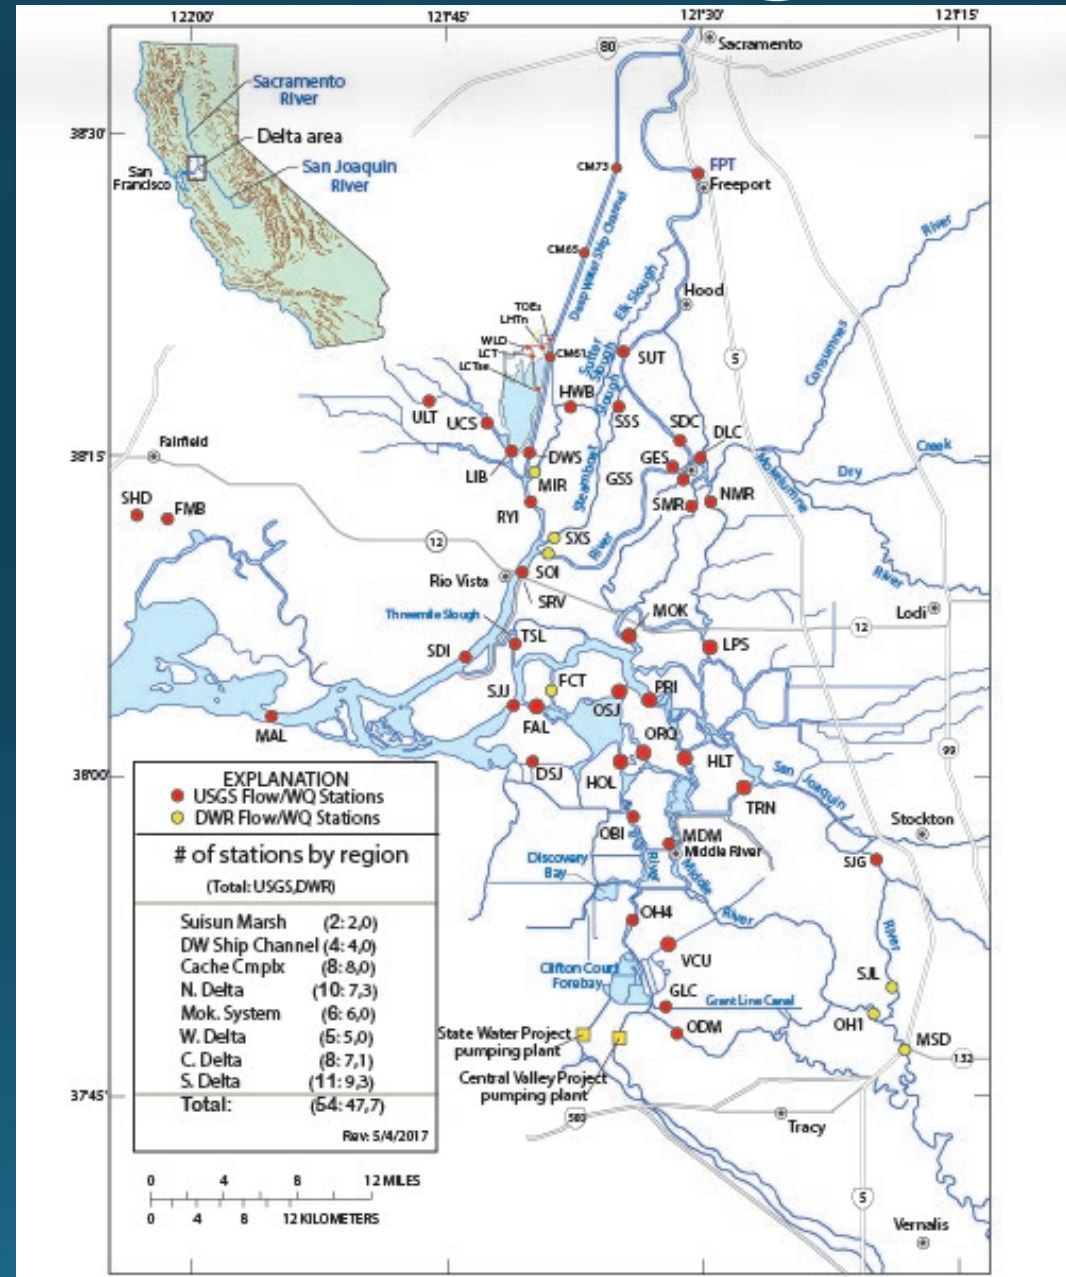 122°00'
121°45'
121°30'
121°15'
80
Sacramento
Sacramento
River
38°30'
Delta area
San
Francisco
San Joaquin
River
CM73
FPT
Freeport
River
Deep Water Ship Channel
CM65
Elk Slough
Hood
TOEs
LHTn
WLD
LCT
LCTse
CM61
Sutter
Slough
SUT
5
Consumnes
HWB
Slough
ULT
UCS
SSS
SDC
DLC
Fairfield
38°15'
LIB
DWS
GES
Mokelumne
Dry
Creek
MIR
Steamboat
GSS
SHD
FMB
RYI
SMR
NMR
12
SXS
River
River
Rio Vista
SOI
SRV
Lodi
Threemile Slough
MOK
12
TSL
SDI
LPS
SJJ
FCT
PRI
OSJ
MAL
FAL
ORQ
99
38°00'
DSJ
HOL
HLT
San
Joaquin
TRN
EXPLANATION
USGS Flow/WQ Stations
DWR Flow/WQ Stations
OBI
MDM
Middle River
Stockton
# of stations by region
(Total: USGS,DWR)
Discovery
Bay
River
Middle
River
SJG
Suisun Marsh (2: 2,0)
DW Ship Channel (4: 4,0)
Cache Cmplx (8: 8,0)
N. Delta (10: 7,3)
Mok. System (6: 6,0)
W. Delta (5: 5,0)
C. Delta (8: 7,1)
S. Delta (11: 9,3)
Total: (54: 47,7)
Rev: 5/4/2017
OH4
River
VCU
Clifton Court
Forebay
SJL
GLC
Grant Line Canal
OH1
State Water Project
pumping plant
ODM
MSD
132
Central Valley Project
pumping plant
37°45'
580
Tracy
0 4 8 12 MILES
0 4 8 12 KILOMETERS
5
Vernalis